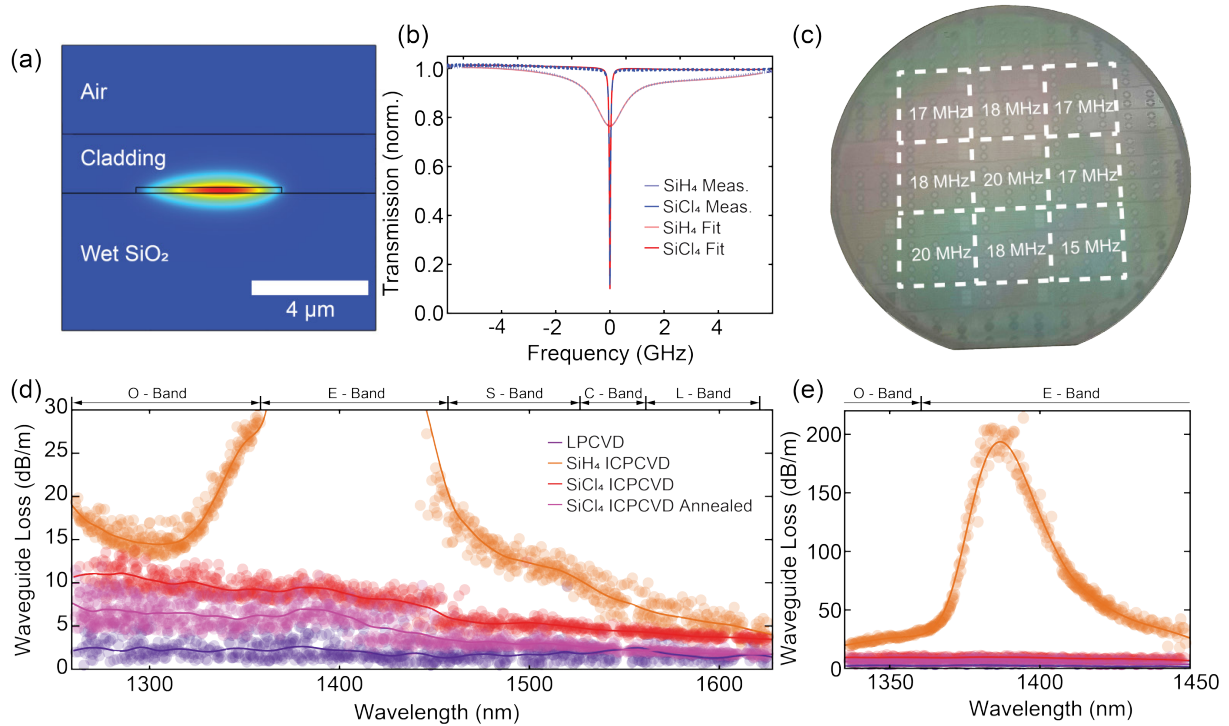 (a)
Air
Cladding
Wet SiO₂
4 µm
(b)
Transmission (norm.)
1.0
0.8
0.6
0.4
0.2
0.0
SiH₄ Meas.
SiCl₄ Meas.
SiH₄ Fit
SiCl₄ Fit
-4 -2 0 2 4
Frequency (GHz)
(c)
17 MHz 18 MHz 17 MHz
18 MHz 20 MHz 17 MHz
20 MHz 18 MHz 15 MHz
(d)
O - Band E - Band S - Band C - Band L - Band
Waveguide Loss (dB/m)
30
25
20
15
10
5
0
LPCVD
SiH₄ ICPCVD
SiCl₄ ICPCVD
SiCl₄ ICPCVD Annealed
1300 1400 1500 1600
Wavelength (nm)
(e)
O - Band E - Band
Waveguide Loss (dB/m)
200
150
100
50
0
1350 1400 1450
Wavelength (nm)